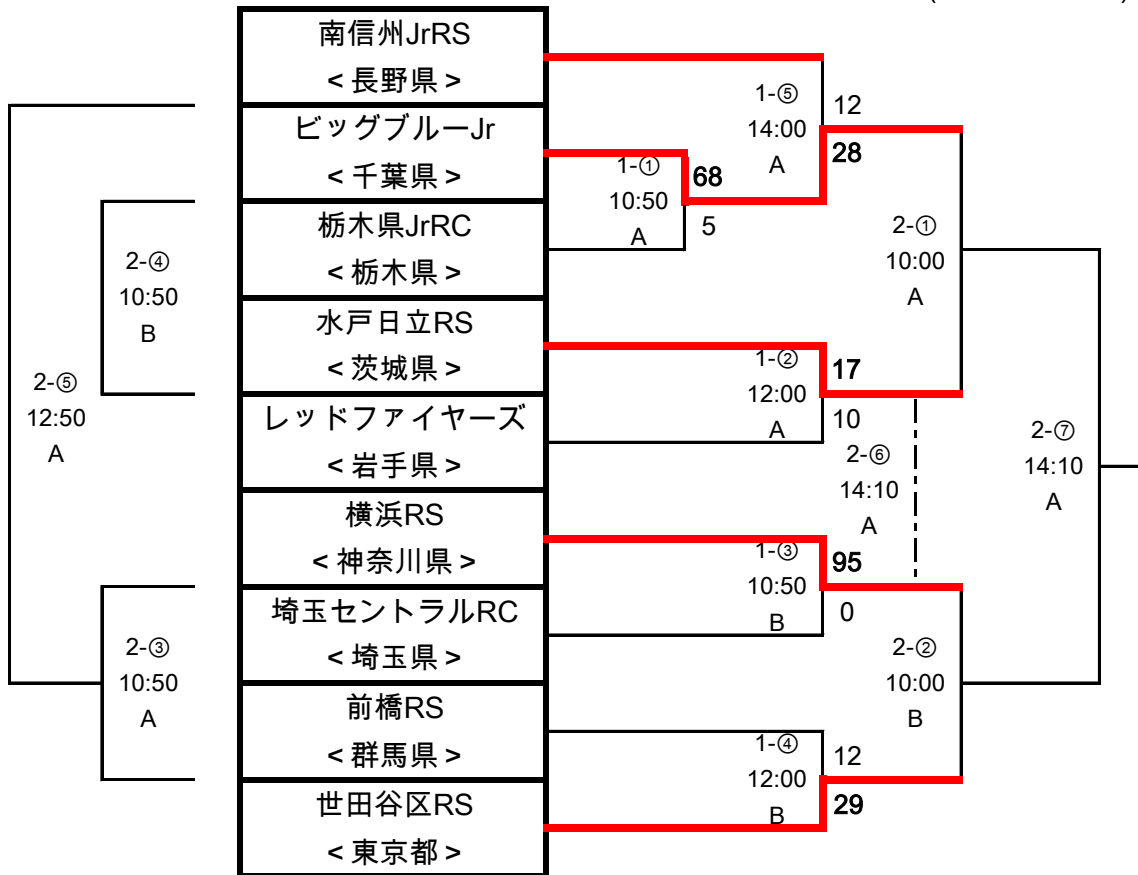 南信州JrRS
<長野県>
ビッグブルーJr
<千葉県>
栃木県JrRC
<栃木県>
水戸日立RS
<茨城県>
レッドファイヤーズ
<岩手県>
横浜RS
<神奈川県>
埼玉セントラルRC
<埼玉県>
前橋RS
<群馬県>
世田谷区RS
<東京都>
2-④
10:50
B
2-⑤
12:50
A
2-③
10:50
A
1-①
10:50
A
68
5
1-⑤
14:00
A
12
28
1-②
12:00
A
17
10
2-①
10:00
A
2-⑥
14:10
A
1-③
10:50
B
95
0
2-②
10:00
B
1-④
12:00
B
12
29
2-⑦
14:10
A